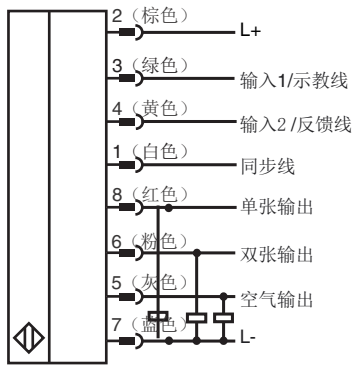 2（棕色） L+
3（绿色） 输入1/示教线
4（黄色） 输入2 /反馈线
1（白色） 同步线
8（红色） 单张输出
6（粉色） 双张输出
5（灰色） 空气输出
7（蓝色） L-